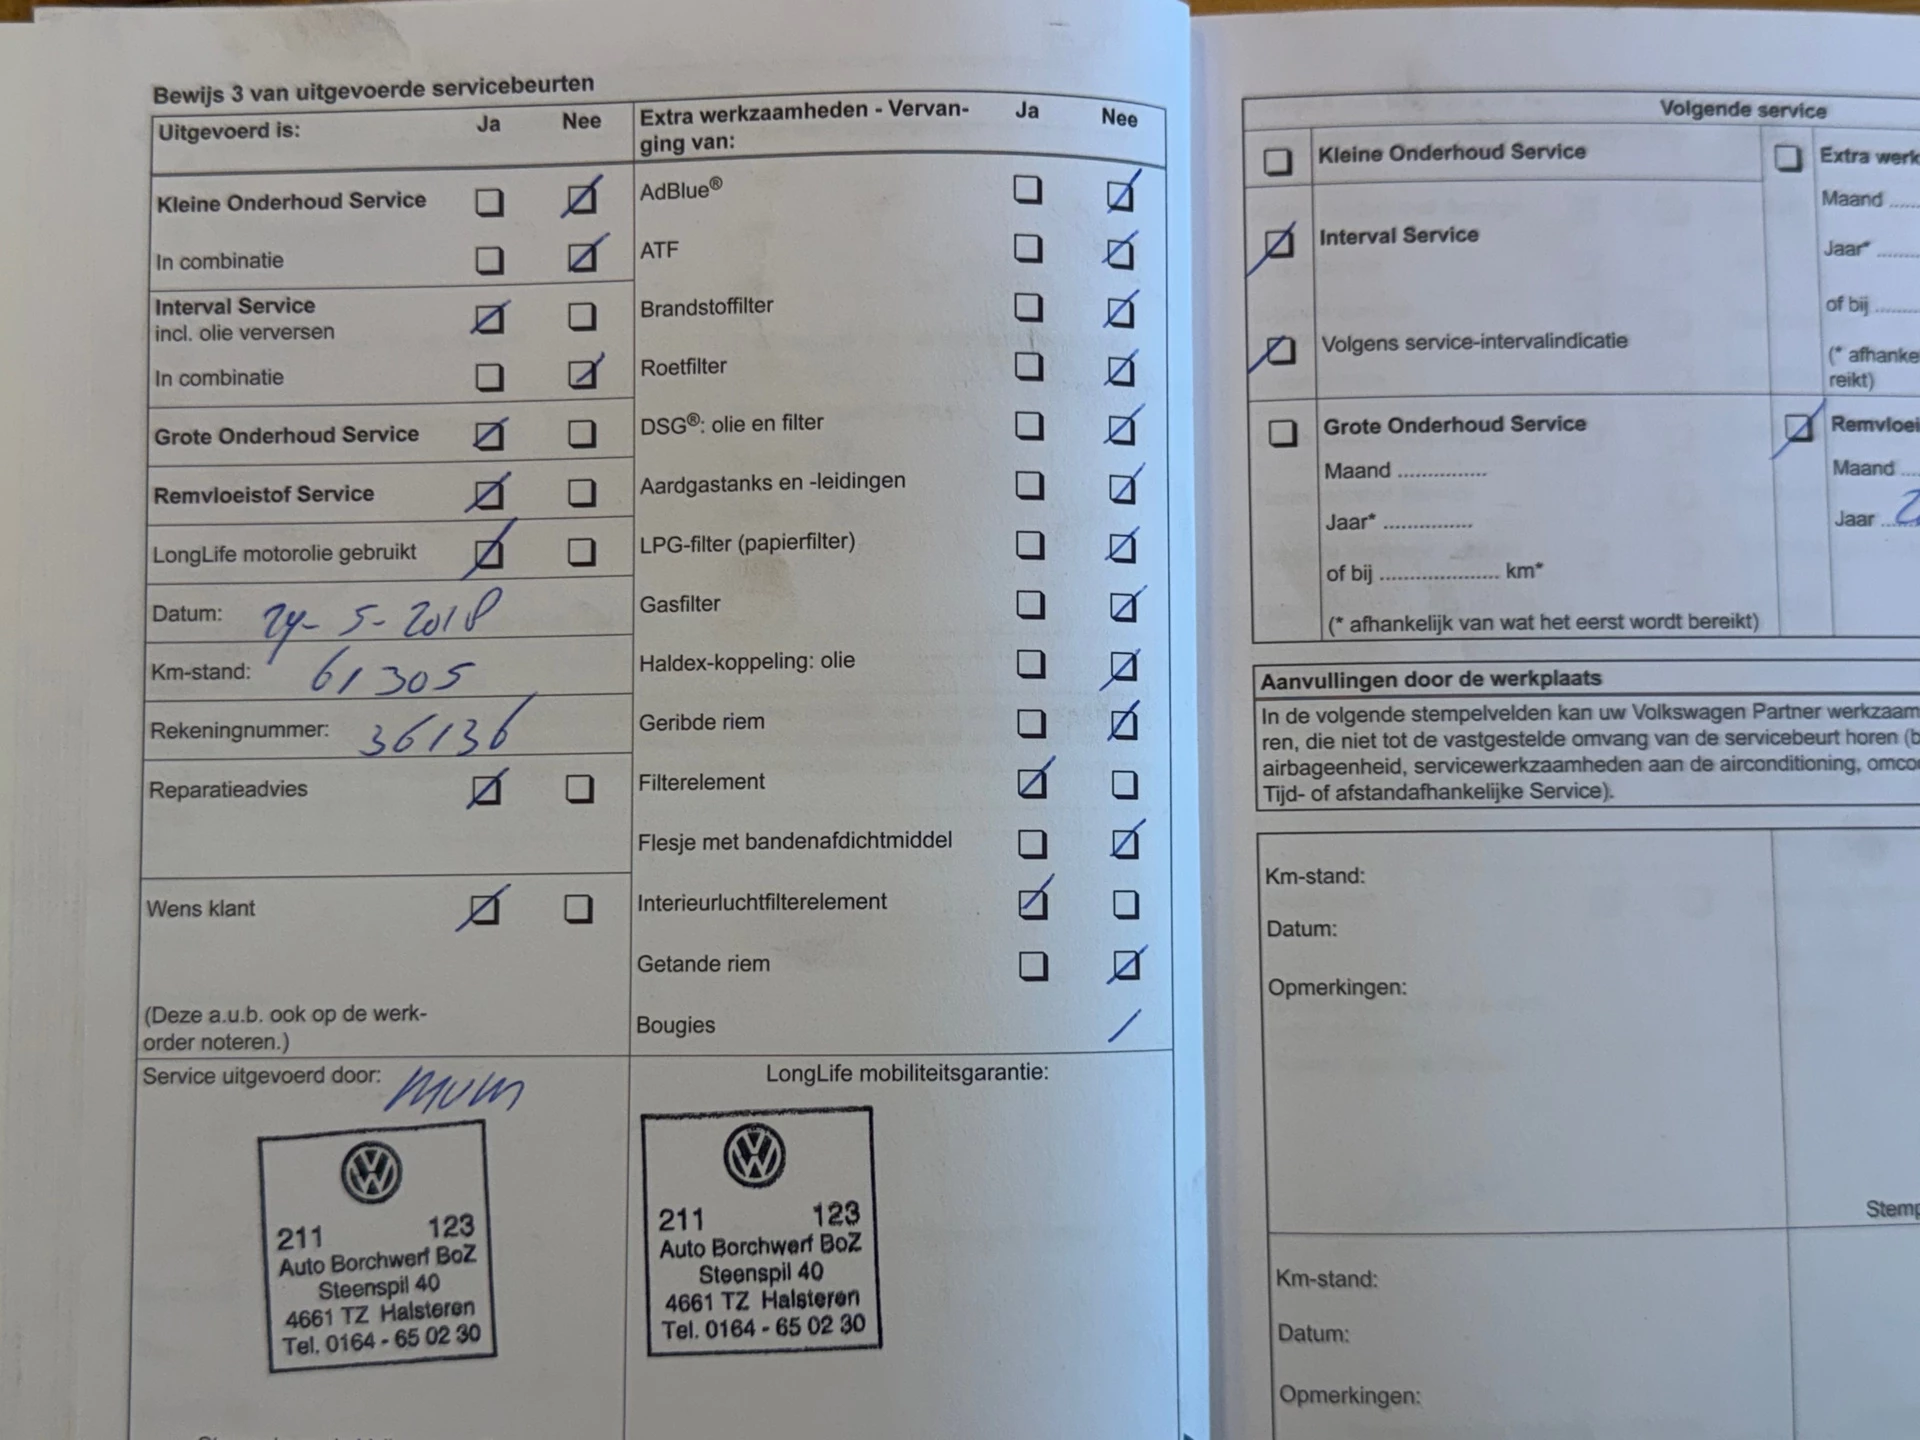 Bewijs 3 van uitgevoerde servicebeurten
Uitgevoerd is: Ja Nee
Kleine Onderhoud Service
In combinatie
Interval Service
incl. olie verversen
In combinatie
Grote Onderhoud Service
Remvloeistof Service
LongLife motorolie gebruikt
Datum: 24-5-2018
Km-stand: 61305
Rekeningnummer: 36136
Reparatieadvies
Wens klant
(Deze a.u.b. ook op de werk-
order noteren.)
Service uitgevoerd door:
211 123
Auto Borchwerf BoZ
Steenspil 40
4661 TZ Halsteren
Tel. 0164 - 65 02 30
Extra werkzaamheden - Vervan-
ging van: Ja Nee
AdBlue®
ATF
Brandstoffilter
Roetfilter
DSG®: olie en filter
Aardgastanks en -leidingen
LPG-filter (papierfilter)
Gasfilter
Haldex-koppeling: olie
Geribde riem
Filterelement
Flesje met bandenafdichtmiddel
Interieurluchtfilterelement
Getande riem
Bougies
LongLife mobiliteitsgarantie:
211 123
Auto Borchwerf BoZ
Steenspil 40
4661 TZ Halsteren
Tel. 0164 - 65 02 30
Volgende service
Kleine Onderhoud Service
Interval Service
Volgens service-intervalindicatie
Grote Onderhoud Service
Maand ...............
Jaar* ...............
of bij .................... km*
(* afhankelijk van wat het eerst wordt bereikt)
Extra werk
Maand .....
Jaar* .......
of bij .......
(* afhanke
reikt)
Remvloei
Maand ....
Jaar ...
Aanvullingen door de werkplaats
In de volgende stempelvelden kan uw Volkswagen Partner werkzaam
ren, die niet tot de vastgestelde omvang van de servicebeurt horen (b
airbageenheid, servicewerkzaamheden aan de airconditioning, omco
Tijd- of afstandafhankelijke Service).
Km-stand:
Datum:
Opmerkingen:
Stemp
Km-stand:
Datum:
Opmerkingen: